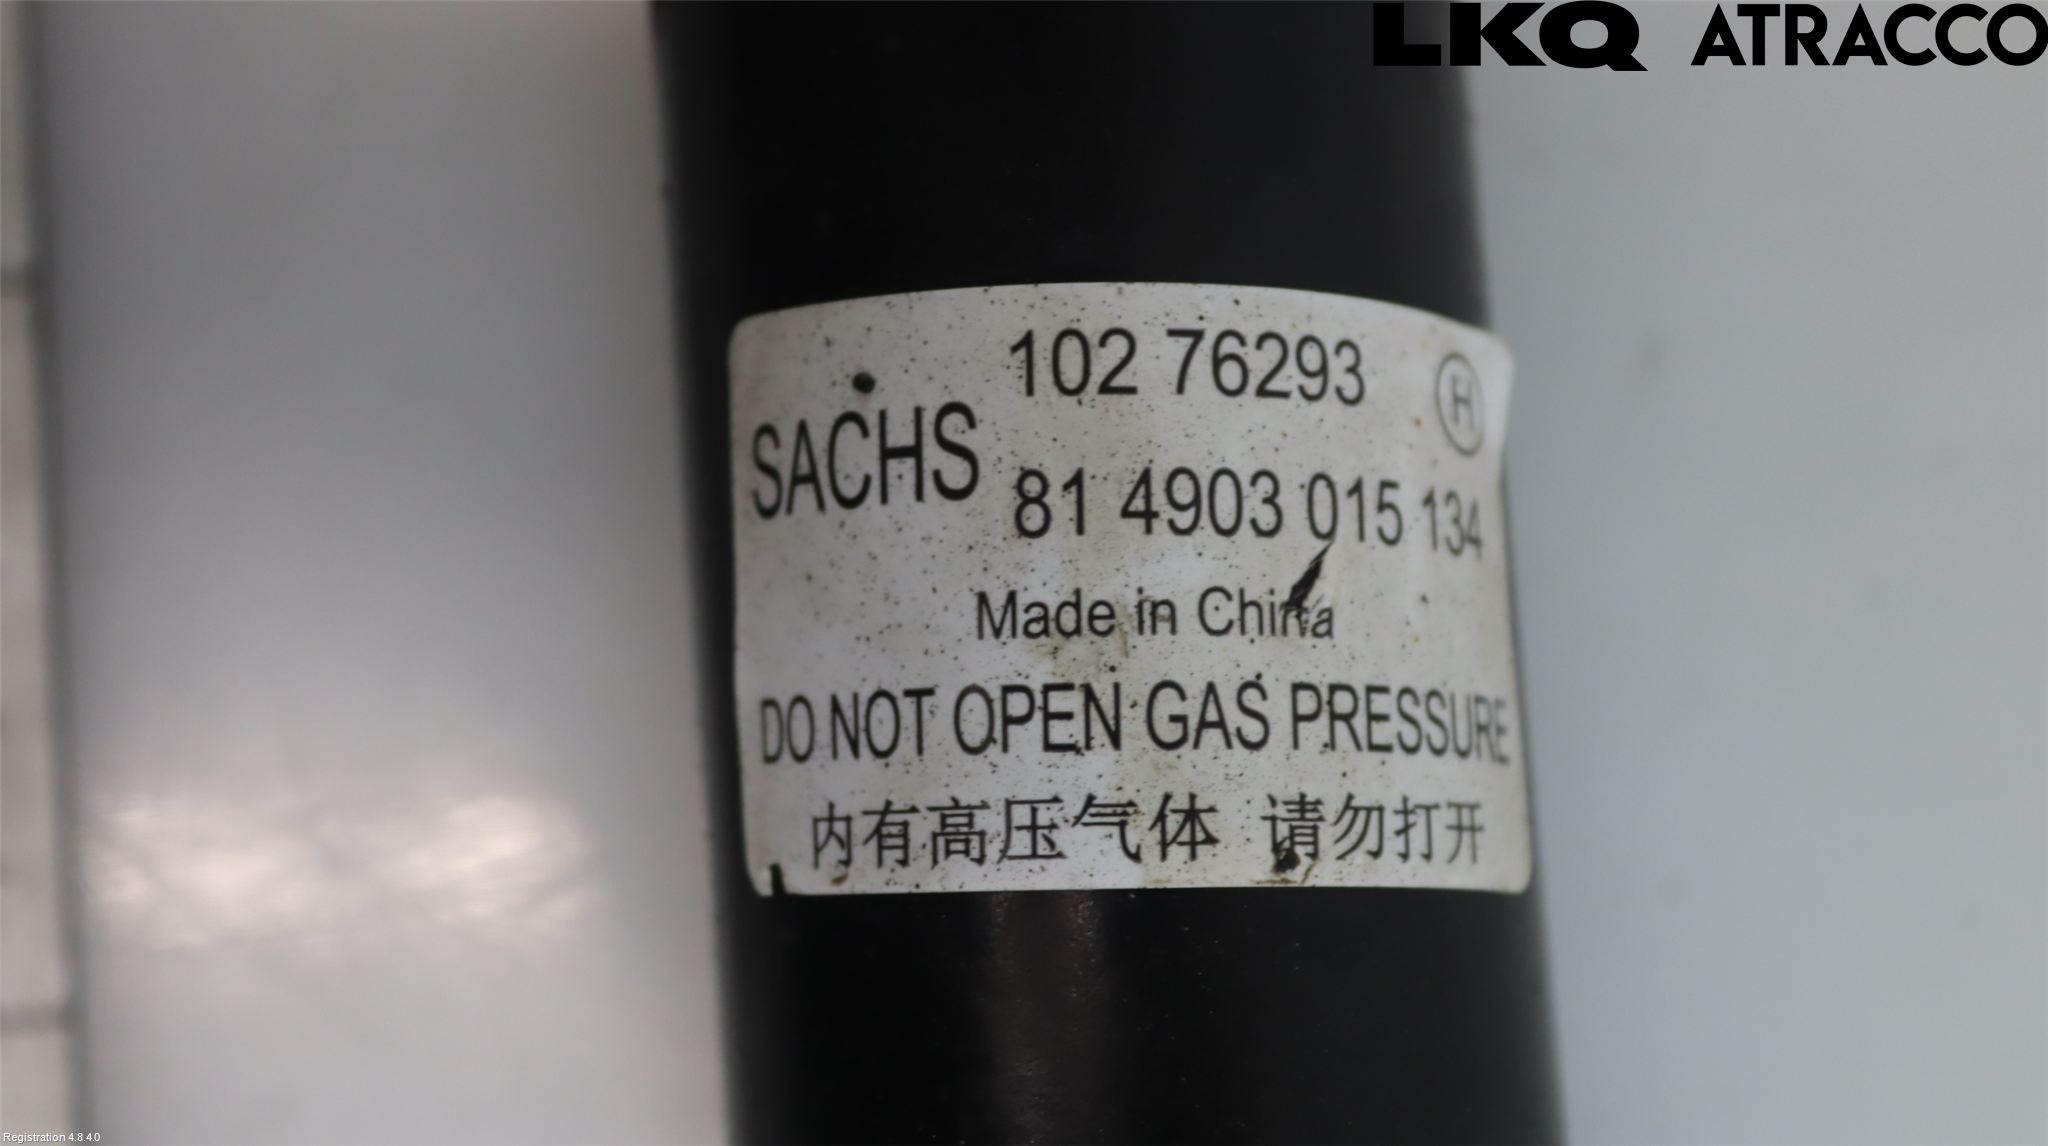 LKQ ATRACCO
102 76293
H
SACHS
81 4903 015 134
Made in China
DO NOT OPEN GAS PRESSURE
内有高压气体 请勿打开
Registration 4.8.4.0